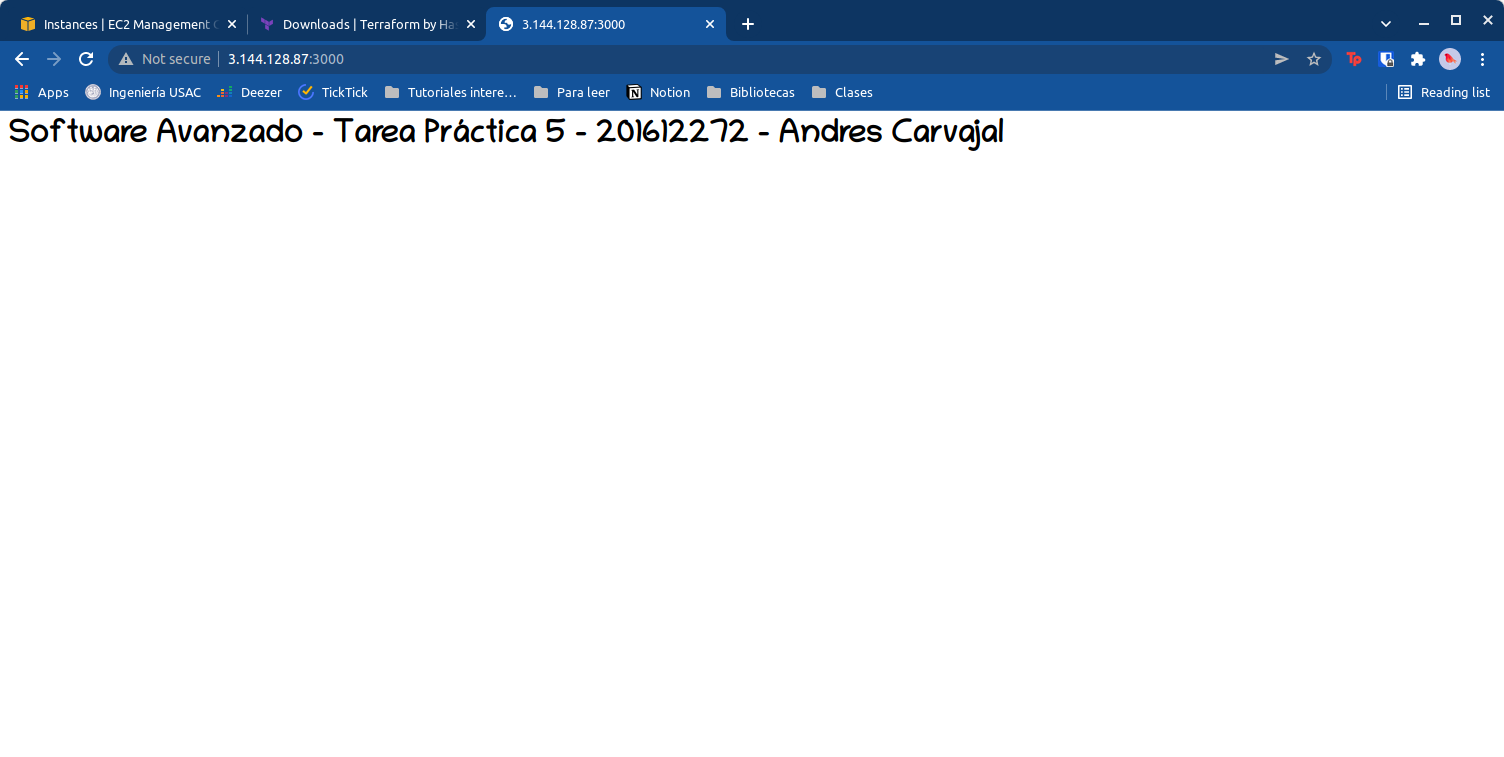 Instances | EC2 Management C
Downloads | Terraform by Has
3.144.128.87:3000
Not secure
3.144.128.87:3000
Apps
Ingeniería USAC
Deezer
TickTick
Tutoriales intere...
Para leer
Notion
Bibliotecas
Clases
Reading list
Software Avanzado - Tarea Práctica 5 - 201612272 - Andres Carvajal